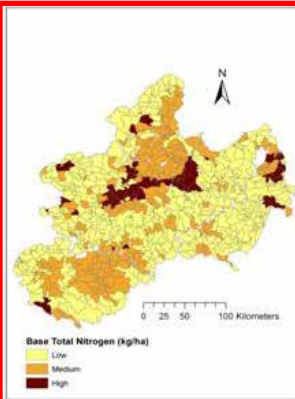 N
0 25 50 100 Kilometers
Base Total Nitrogen (kg/ha)
Low
Medium
High